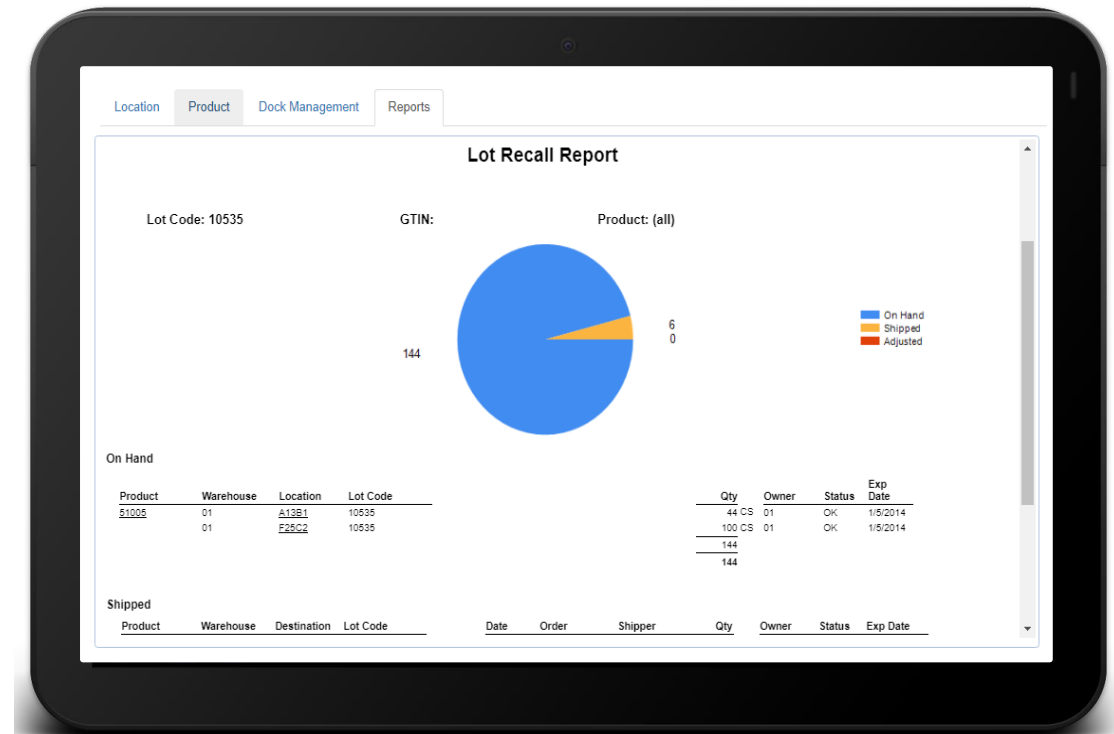 Location Product Dock Management Reports
Lot Recall Report
Lot Code: 10535 GTIN: Product: (all)
6
0
144
On Hand
Shipped
Adjusted
On Hand
Product Warehouse Location Lot Code Qty Owner Status Exp Date
51005 01 A13B1 10535 44 CS 01 OK 1/5/2014
01 F25C2 10535 100 CS 01 OK 1/5/2014
144
144
Shipped
Product Warehouse Destination Lot Code Date Order Shipper Qty Owner Status Exp Date